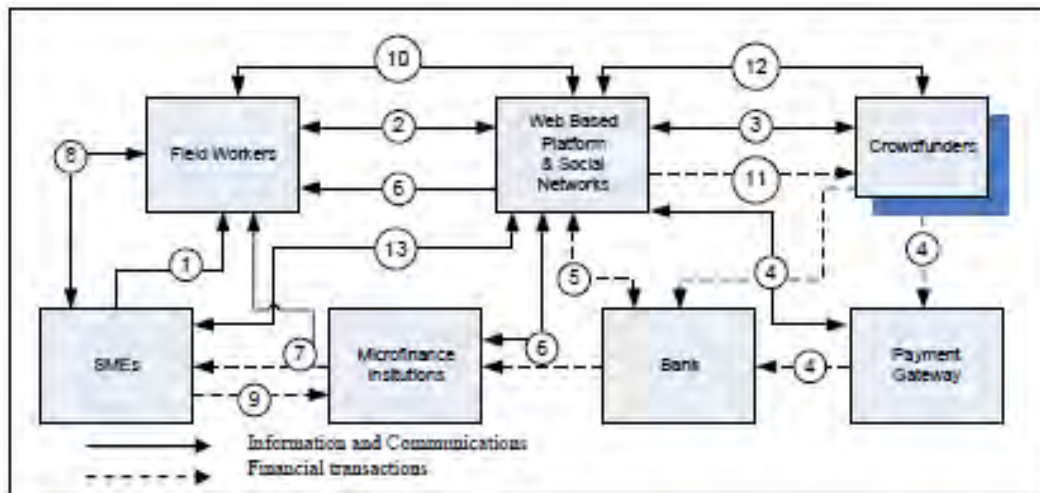 10
12
Field Workers
2
Web Based
Platform
& Social
Networks
3
Crowdfunders
8
6
11
13
1
5
4
4
SMEs
7
Microfinance
Insitutions
6
Bank
4
Payment
Gateway
9
Information and Communications
Financial transactions